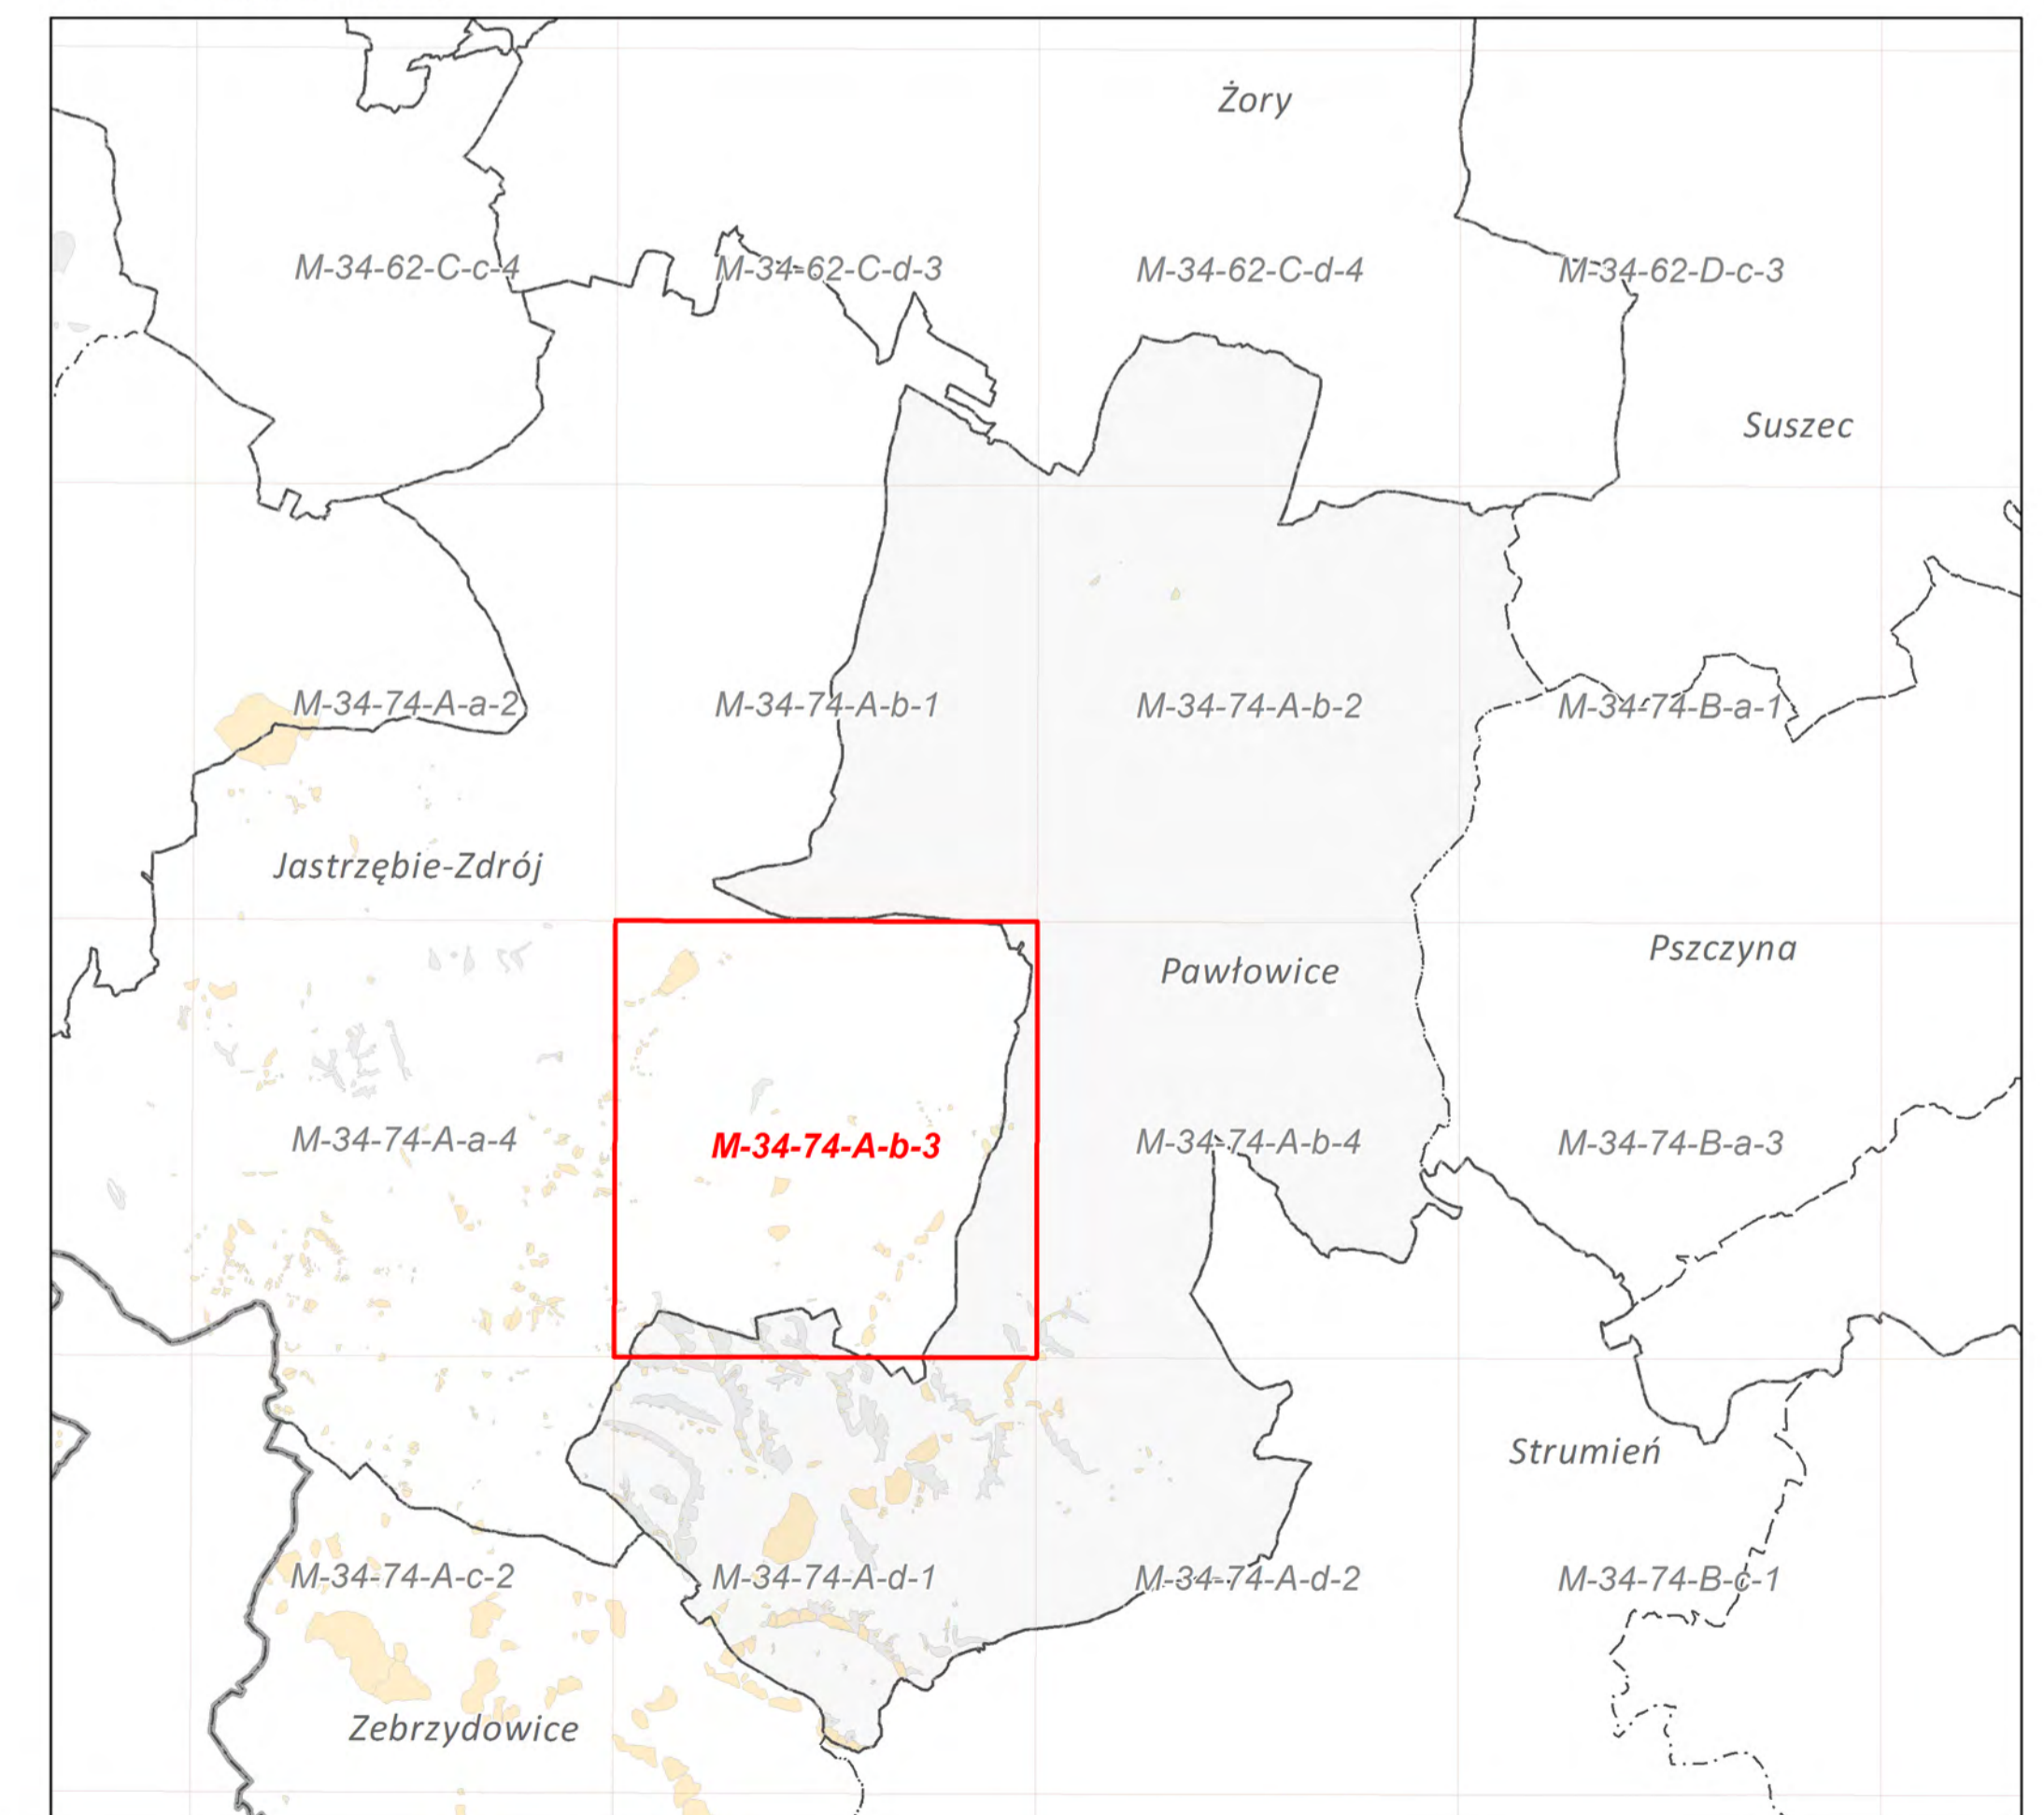 Żory
M-34-62-C-c-4
M-34-62-C-d-3
M-34-62-C-d-4
M-34-62-D-c-3
Suszec
M-34-74-A-a-2
M-34-74-A-b-1
M-34-74-A-b-2
M-34-74-B-a-1
Jastrzębie-Zdrój
Pawłowice
Pszczyna
M-34-74-A-a-4
M-34-74-A-b-3
M-34-74-A-b-4
M-34-74-B-a-3
Strumień
M-34-74-A-c-2
M-34-74-A-d-1
M-34-74-A-d-2
M-34-74-B-c-1
Zebrzydowice